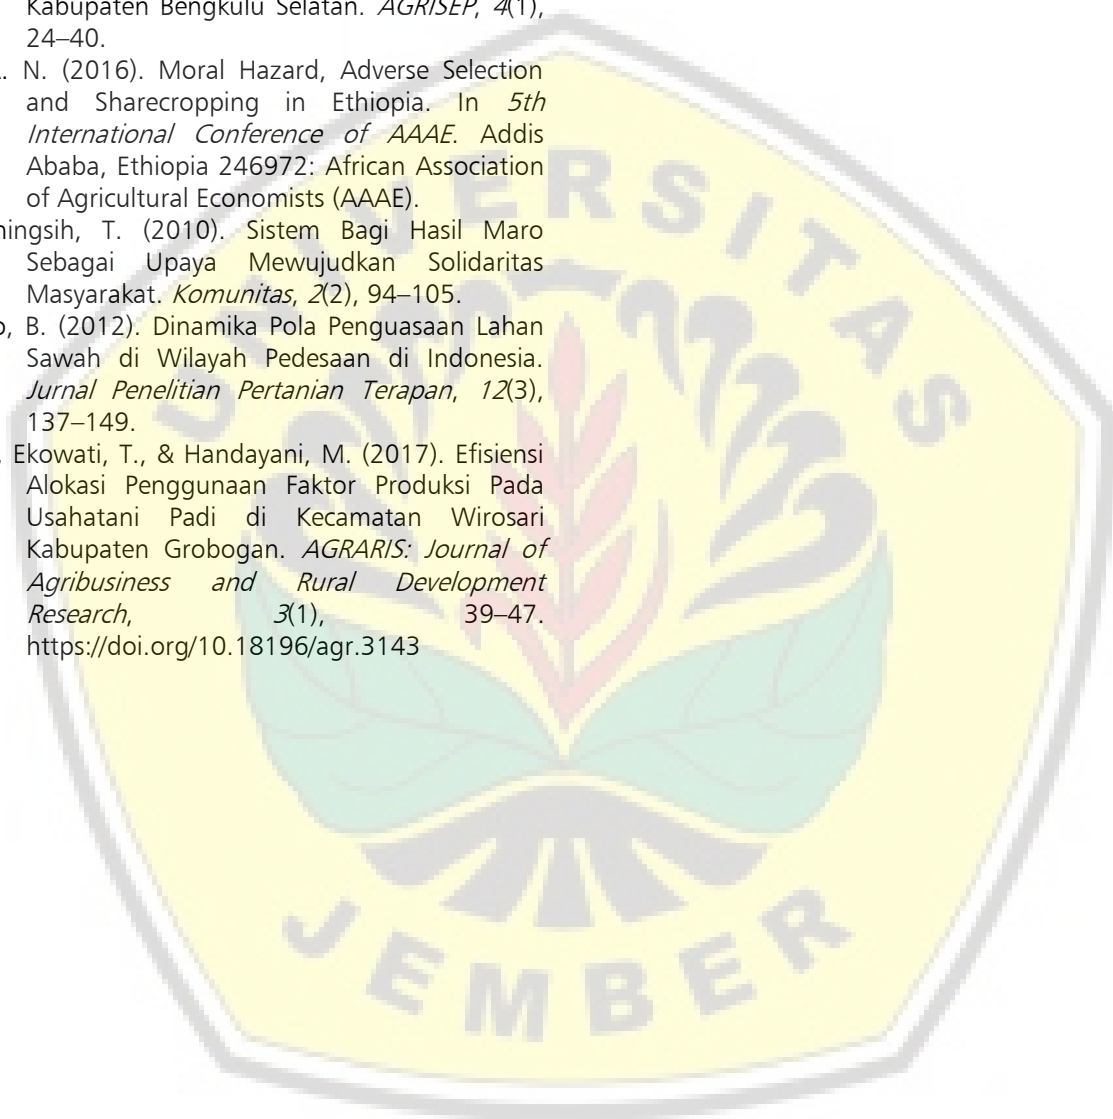 Kabupaten Bengkulu Selatan. AGRISEP, 4(1),
24–40.
N. (2016). Moral Hazard, Adverse Selection
and Sharecropping in Ethiopia. In 5th
International Conference of AAAE. Addis
Ababa, Ethiopia 246972: African Association
of Agricultural Economists (AAAE).
ningsih, T. (2010). Sistem Bagi Hasil Maro
Sebagai Upaya Mewujudkan Solidaritas
Masyarakat. Komunitas, 2(2), 94–105.
o, B. (2012). Dinamika Pola Penguasaan Lahan
Sawah di Wilayah Pedesaan di Indonesia.
Jurnal Penelitian Pertanian Terapan, 12(3),
137–149.
Ekowati, T., & Handayani, M. (2017). Efisiensi
Alokasi Penggunaan Faktor Produksi Pada
Usahatani Padi di Kecamatan Wirosari
Kabupaten Grobogan. AGRARIS: Journal of
Agribusiness and Rural Development
Research, 3(1), 39–47.
https://doi.org/10.18196/agr.3143
UNIVERSITAS
JEMBER